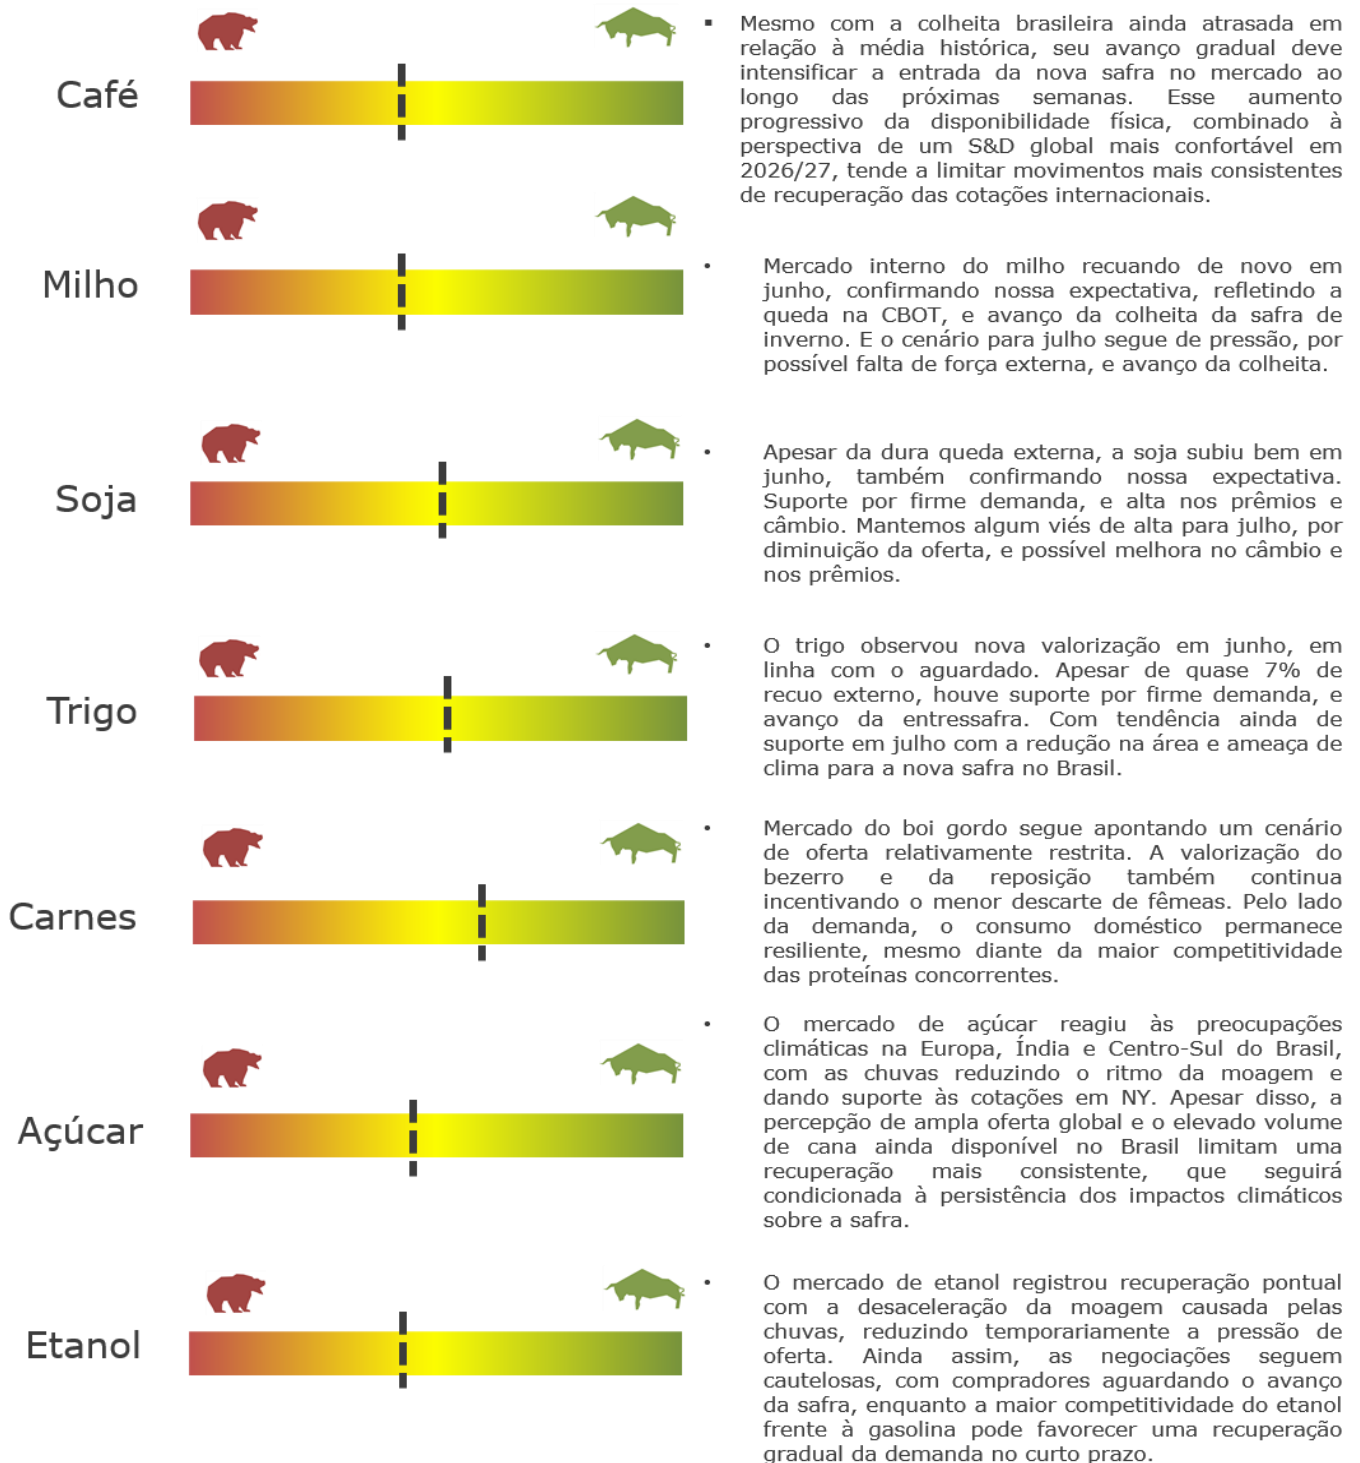 Café
▪ Mesmo com a colheita brasileira ainda atrasada em
relação à média histórica, seu avanço gradual deve
intensificar a entrada da nova safra no mercado ao
longo das próximas semanas. Esse aumento
progressivo da disponibilidade física, combinado à
perspectiva de um S&D global mais confortável em
2026/27, tende a limitar movimentos mais consistentes
de recuperação das cotações internacionais.
Milho
• Mercado interno do milho recuando de novo em
junho, confirmando nossa expectativa, refletindo a
queda na CBOT, e avanço da colheita da safra de
inverno. E o cenário para julho segue de pressão, por
possível falta de força externa, e avanço da colheita.
Soja
• Apesar da dura queda externa, a soja subiu bem em
junho, também confirmando nossa expectativa.
Suporte por firme demanda, e alta nos prêmios e
câmbio. Mantemos algum viés de alta para julho, por
diminuição da oferta, e possível melhora no câmbio e
nos prêmios.
Trigo
• O trigo observou nova valorização em junho, em
linha com o aguardado. Apesar de quase 7% de
recuo externo, houve suporte por firme demanda, e
avanço da entressafra. Com tendência ainda de
suporte em julho com a redução na área e ameaça de
clima para a nova safra no Brasil.
Carnes
• Mercado do boi gordo segue apontando um cenário
de oferta relativamente restrita. A valorização do
bezerro e da reposição também continua
incentivando o menor descarte de fêmeas. Pelo lado
da demanda, o consumo doméstico permanece
resiliente, mesmo diante da maior competitividade
das proteínas concorrentes.
Açúcar
• O mercado de açúcar reagiu às preocupações
climáticas na Europa, Índia e Centro-Sul do Brasil,
com as chuvas reduzindo o ritmo da moagem e
dando suporte às cotações em NY. Apesar disso, a
percepção de ampla oferta global e o elevado volume
de cana ainda disponível no Brasil limitam uma
recuperação mais consistente, que seguirá
condicionada à persistência dos impactos climáticos
sobre a safra.
Etanol
• O mercado de etanol registrou recuperação pontual
com a desaceleração da moagem causada pelas
chuvas, reduzindo temporariamente a pressão de
oferta. Ainda assim, as negociações seguem
cautelosas, com compradores aguardando o avanço
da safra, enquanto a maior competitividade do etanol
frente à gasolina pode favorecer uma recuperação
gradual da demanda no curto prazo.